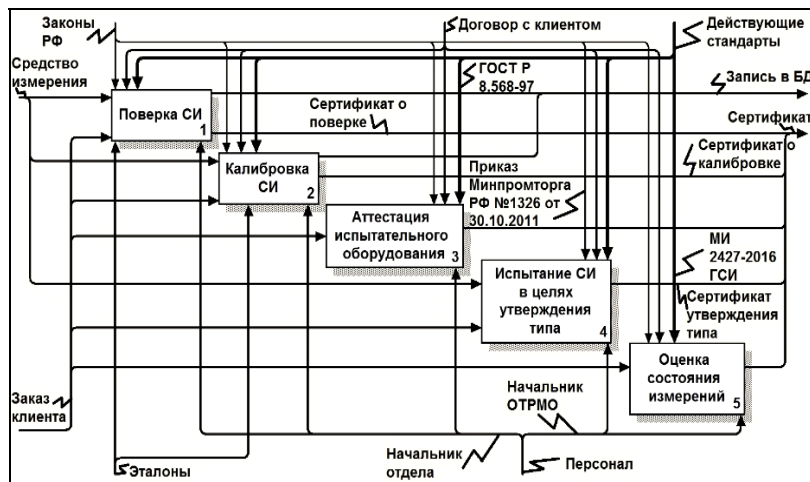 Законы
РФ
Договор с клиентом
Действующие
стандарты
Средство
измерения
ГОСТ Р
8.568-97
Запись в БД
Поверка СИ
1
Сертификат о
поверке
Сертификат
Сертификат о
калибровке
Калибровка
СИ
2
Приказ
Минпромторга
РФ №1326 от
30.10.2011
Аттестация
испытательного
оборудования
3
МИ
2427-2016
ГСИ
Испытание СИ
в целях
утверждения
типа
4
Сертификат
утверждения
типа
Оценка
состояния
измерений
5
Заказ
клиента
Начальник
ОТРМО
Эталоны
Начальник
отдела
Персонал